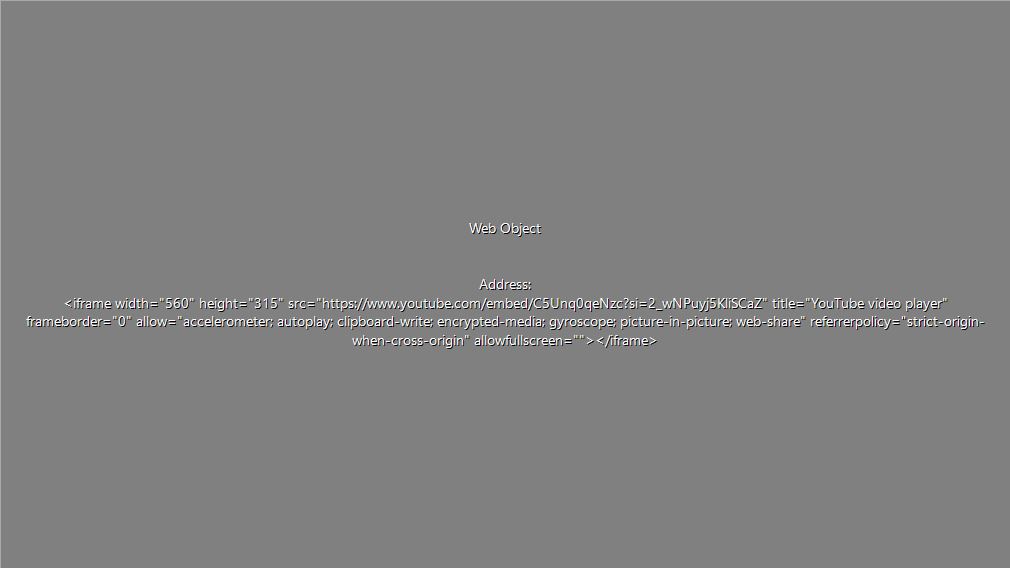 Web Object
Address:
<iframe width="560" height="315" src="https://www.youtube.com/embed/C5Unq0qeNzc?si=2_wNPuyj5KliSCaZ" title="YouTube video player"
frameborder="0" allow="accelerometer; autoplay; clipboard-write; encrypted-media; gyroscope; picture-in-picture; web-share" referrerpolicy="strict-origin-
when-cross-origin" allowfullscreen=""></iframe>